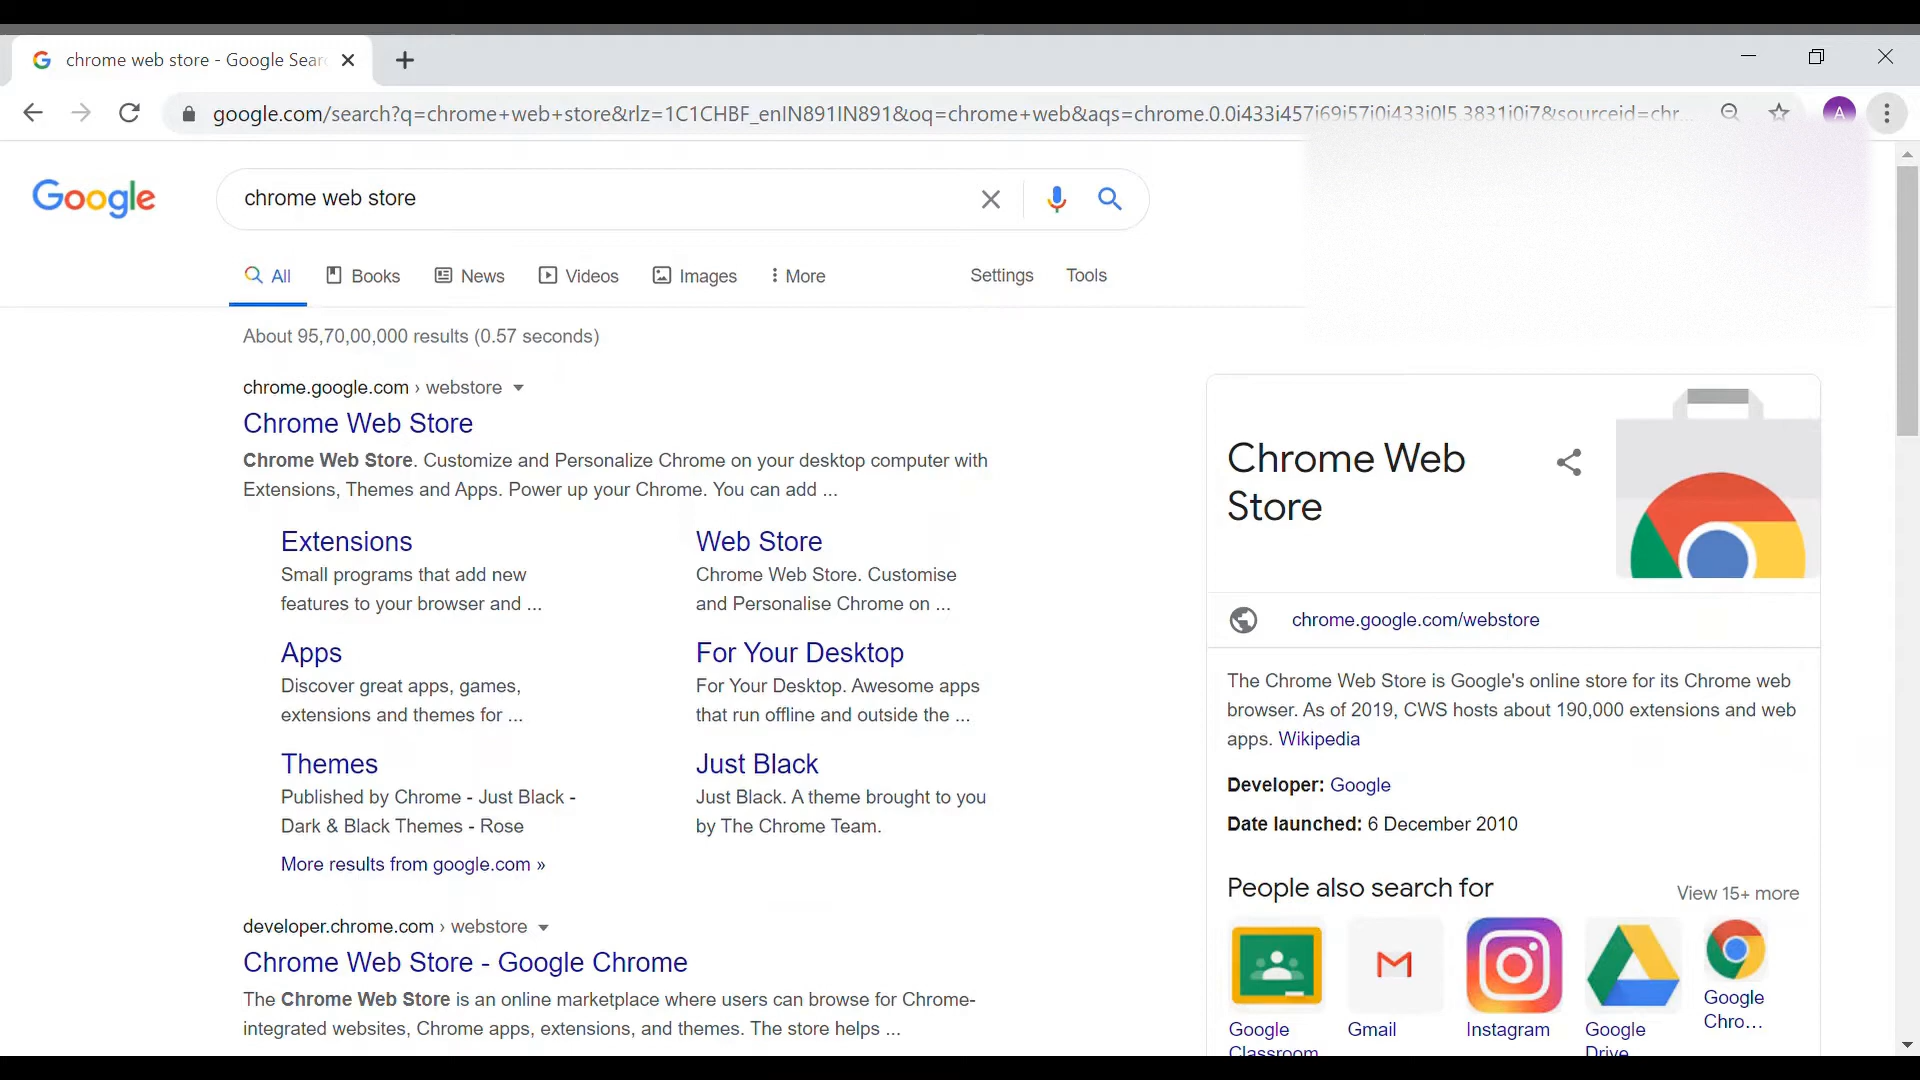 chrome web store - Google Sear
google.com/search?q=chrome+web+store&rlz=1C1CHBF_enIN891IN891&oq=chrome+web&aqs=chrome.0.0i433i457j69i57j0i433j0l5.3831j0j7&sourceid=chr...
A
Google
chrome web store
All Books News Videos Images More Settings Tools
About 95,70,00,000 results (0.57 seconds)
chrome.google.com › webstore
Chrome Web Store
Chrome Web Store. Customize and Personalize Chrome on your desktop computer with
Extensions, Themes and Apps. Power up your Chrome. You can add ...
Extensions
Small programs that add new
features to your browser and ...
Web Store
Chrome Web Store. Customise
and Personalise Chrome on ...
Apps
Discover great apps, games,
extensions and themes for ...
For Your Desktop
For Your Desktop. Awesome apps
that run offline and outside the ...
Themes
Published by Chrome - Just Black -
Dark & Black Themes - Rose
Just Black
Just Black. A theme brought to you
by The Chrome Team.
More results from google.com »
developer.chrome.com › webstore
Chrome Web Store - Google Chrome
The Chrome Web Store is an online marketplace where users can browse for Chrome-
integrated websites, Chrome apps, extensions, and themes. The store helps ...
Chrome Web
Store
chrome.google.com/webstore
The Chrome Web Store is Google's online store for its Chrome web
browser. As of 2019, CWS hosts about 190,000 extensions and web
apps. Wikipedia
Developer: Google
Date launched: 6 December 2010
People also search for
View 15+ more
Google
Classroom
Gmail
Instagram
Google
Drive
Google
Chro...